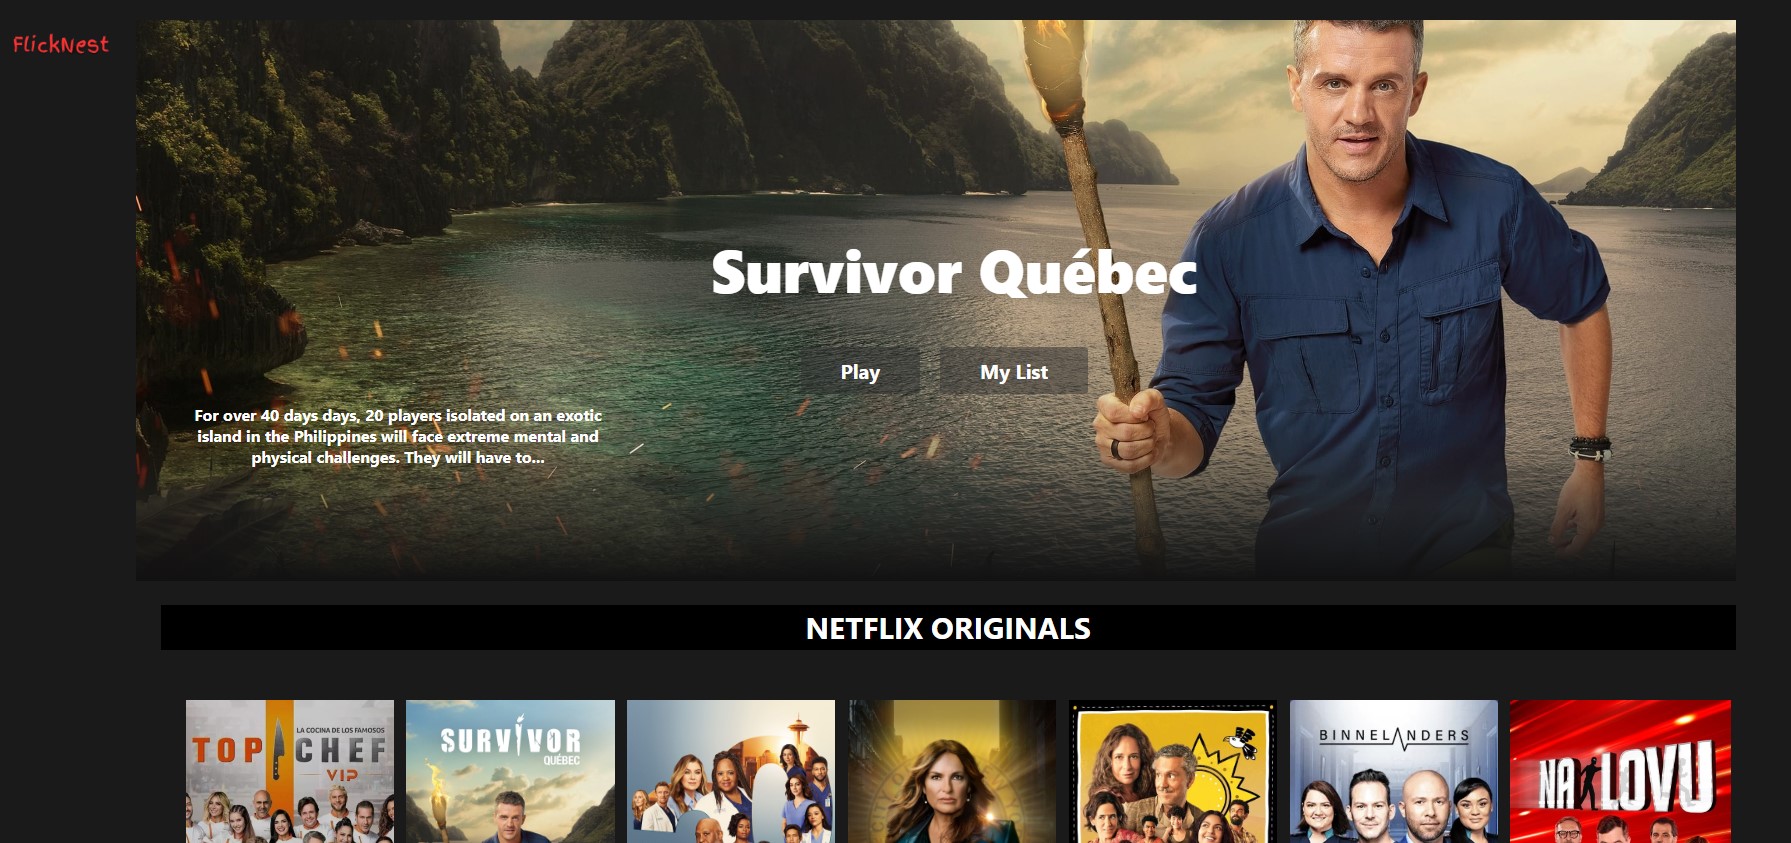 FlickNest
Survivor Québec
Play
My List
For over 40 days days, 20 players isolated on an exotic
island in the Philippines will face extreme mental and
physical challenges. They will have to...
NETFLIX ORIGINALS
LA COCINA DE LOS FAMOSOS
TOP CHEF
VIP
SURVIVOR
QUÉBEC
BINNELANDERS
NA LOVU